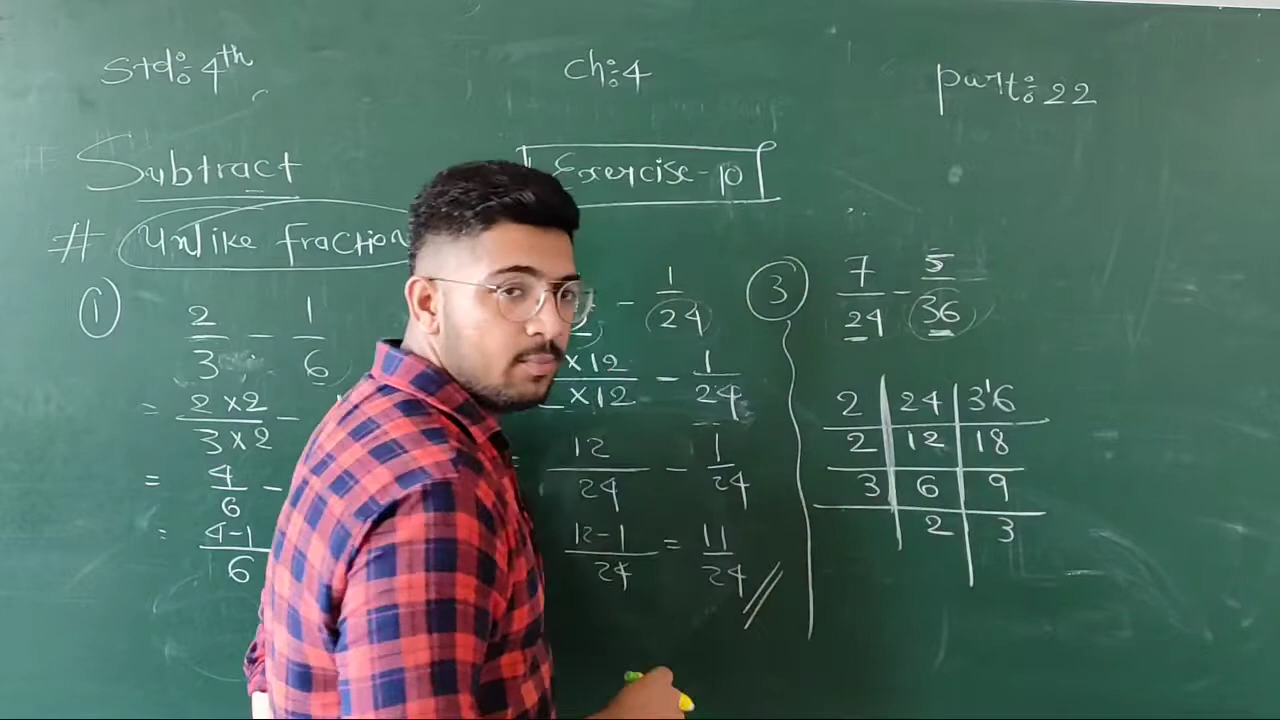 Std:- 4th
Ch:- 4
part:- 22
Subtract
Exercise-10
# Unlike fraction
1
2/3 - 1/6
= 2×2/3×2 -
= 4/6 -
= 4-1/6
- 1/24
×12/×12 - 1/24
= 12/24 - 1/24
12-1/24 = 11/24 //
3
7/24 - 5/36
2 | 24 | 36
2 | 12 | 18
3 | 6 | 9
2 | 3